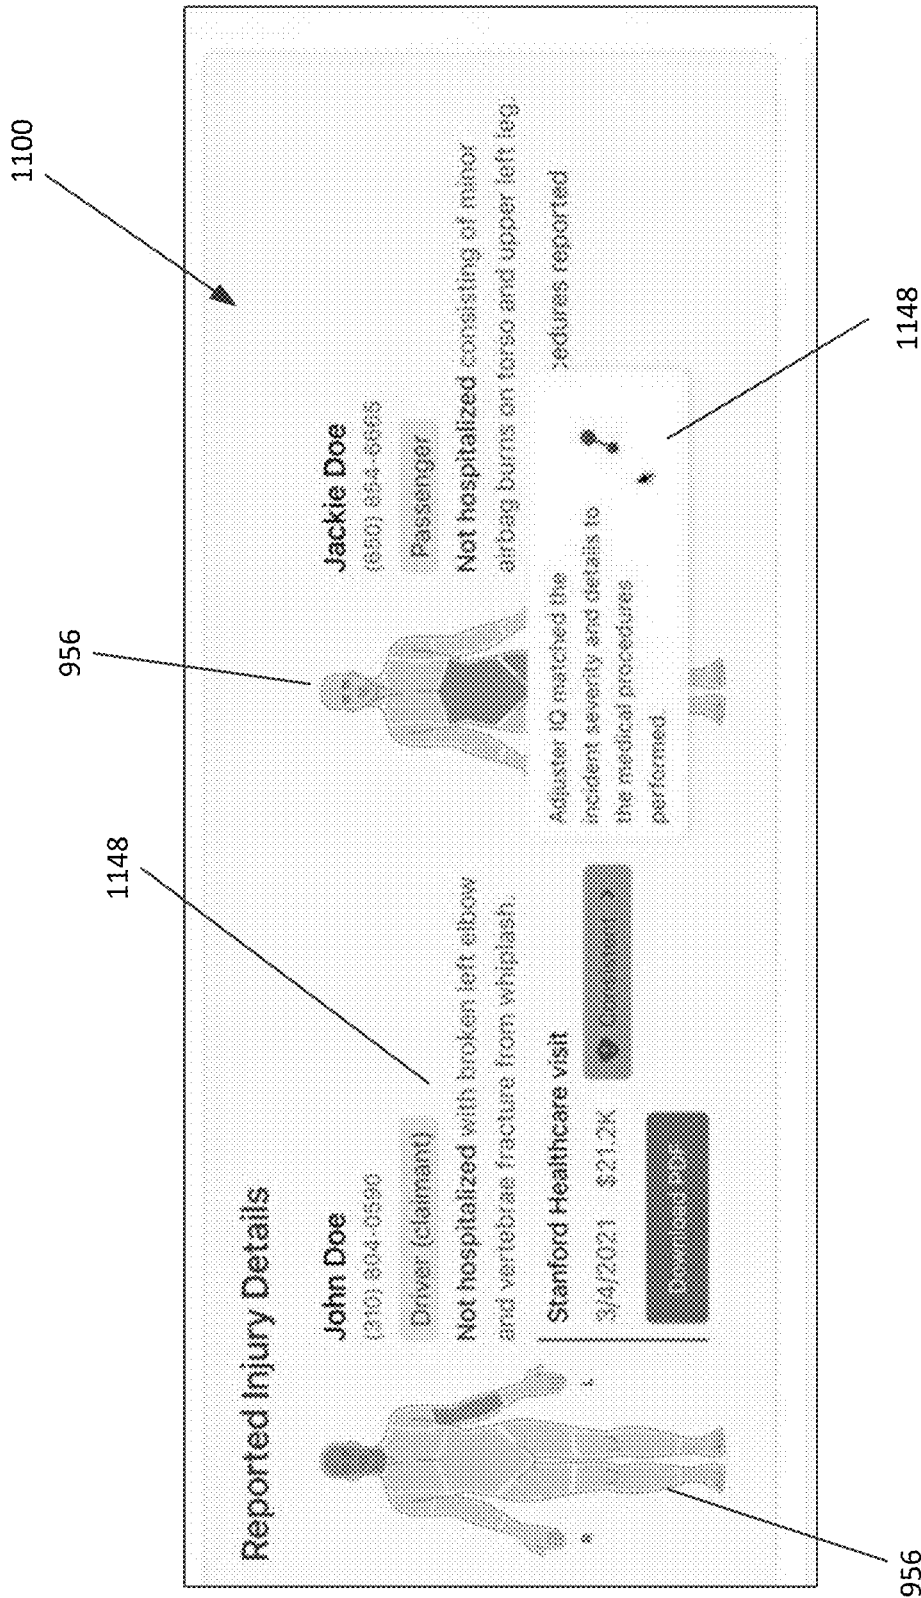 1100
Reported Injury Details
John Doe
(310) 804-0590
Driver (claimant)
Not hospitalized with broken left elbow
and vertebrae fracture from whiplash.
Stanford Healthcare visit
3/4/2021 $21.2K
R
L
Jackie Doe
Passenger
Not hospitalized consisting of minor
airbag burns on torso and upper left leg.
edures reported
Adjuster IQ matched the
incident severity and details to
the medical procedures
performed.
956
956
1148
1148